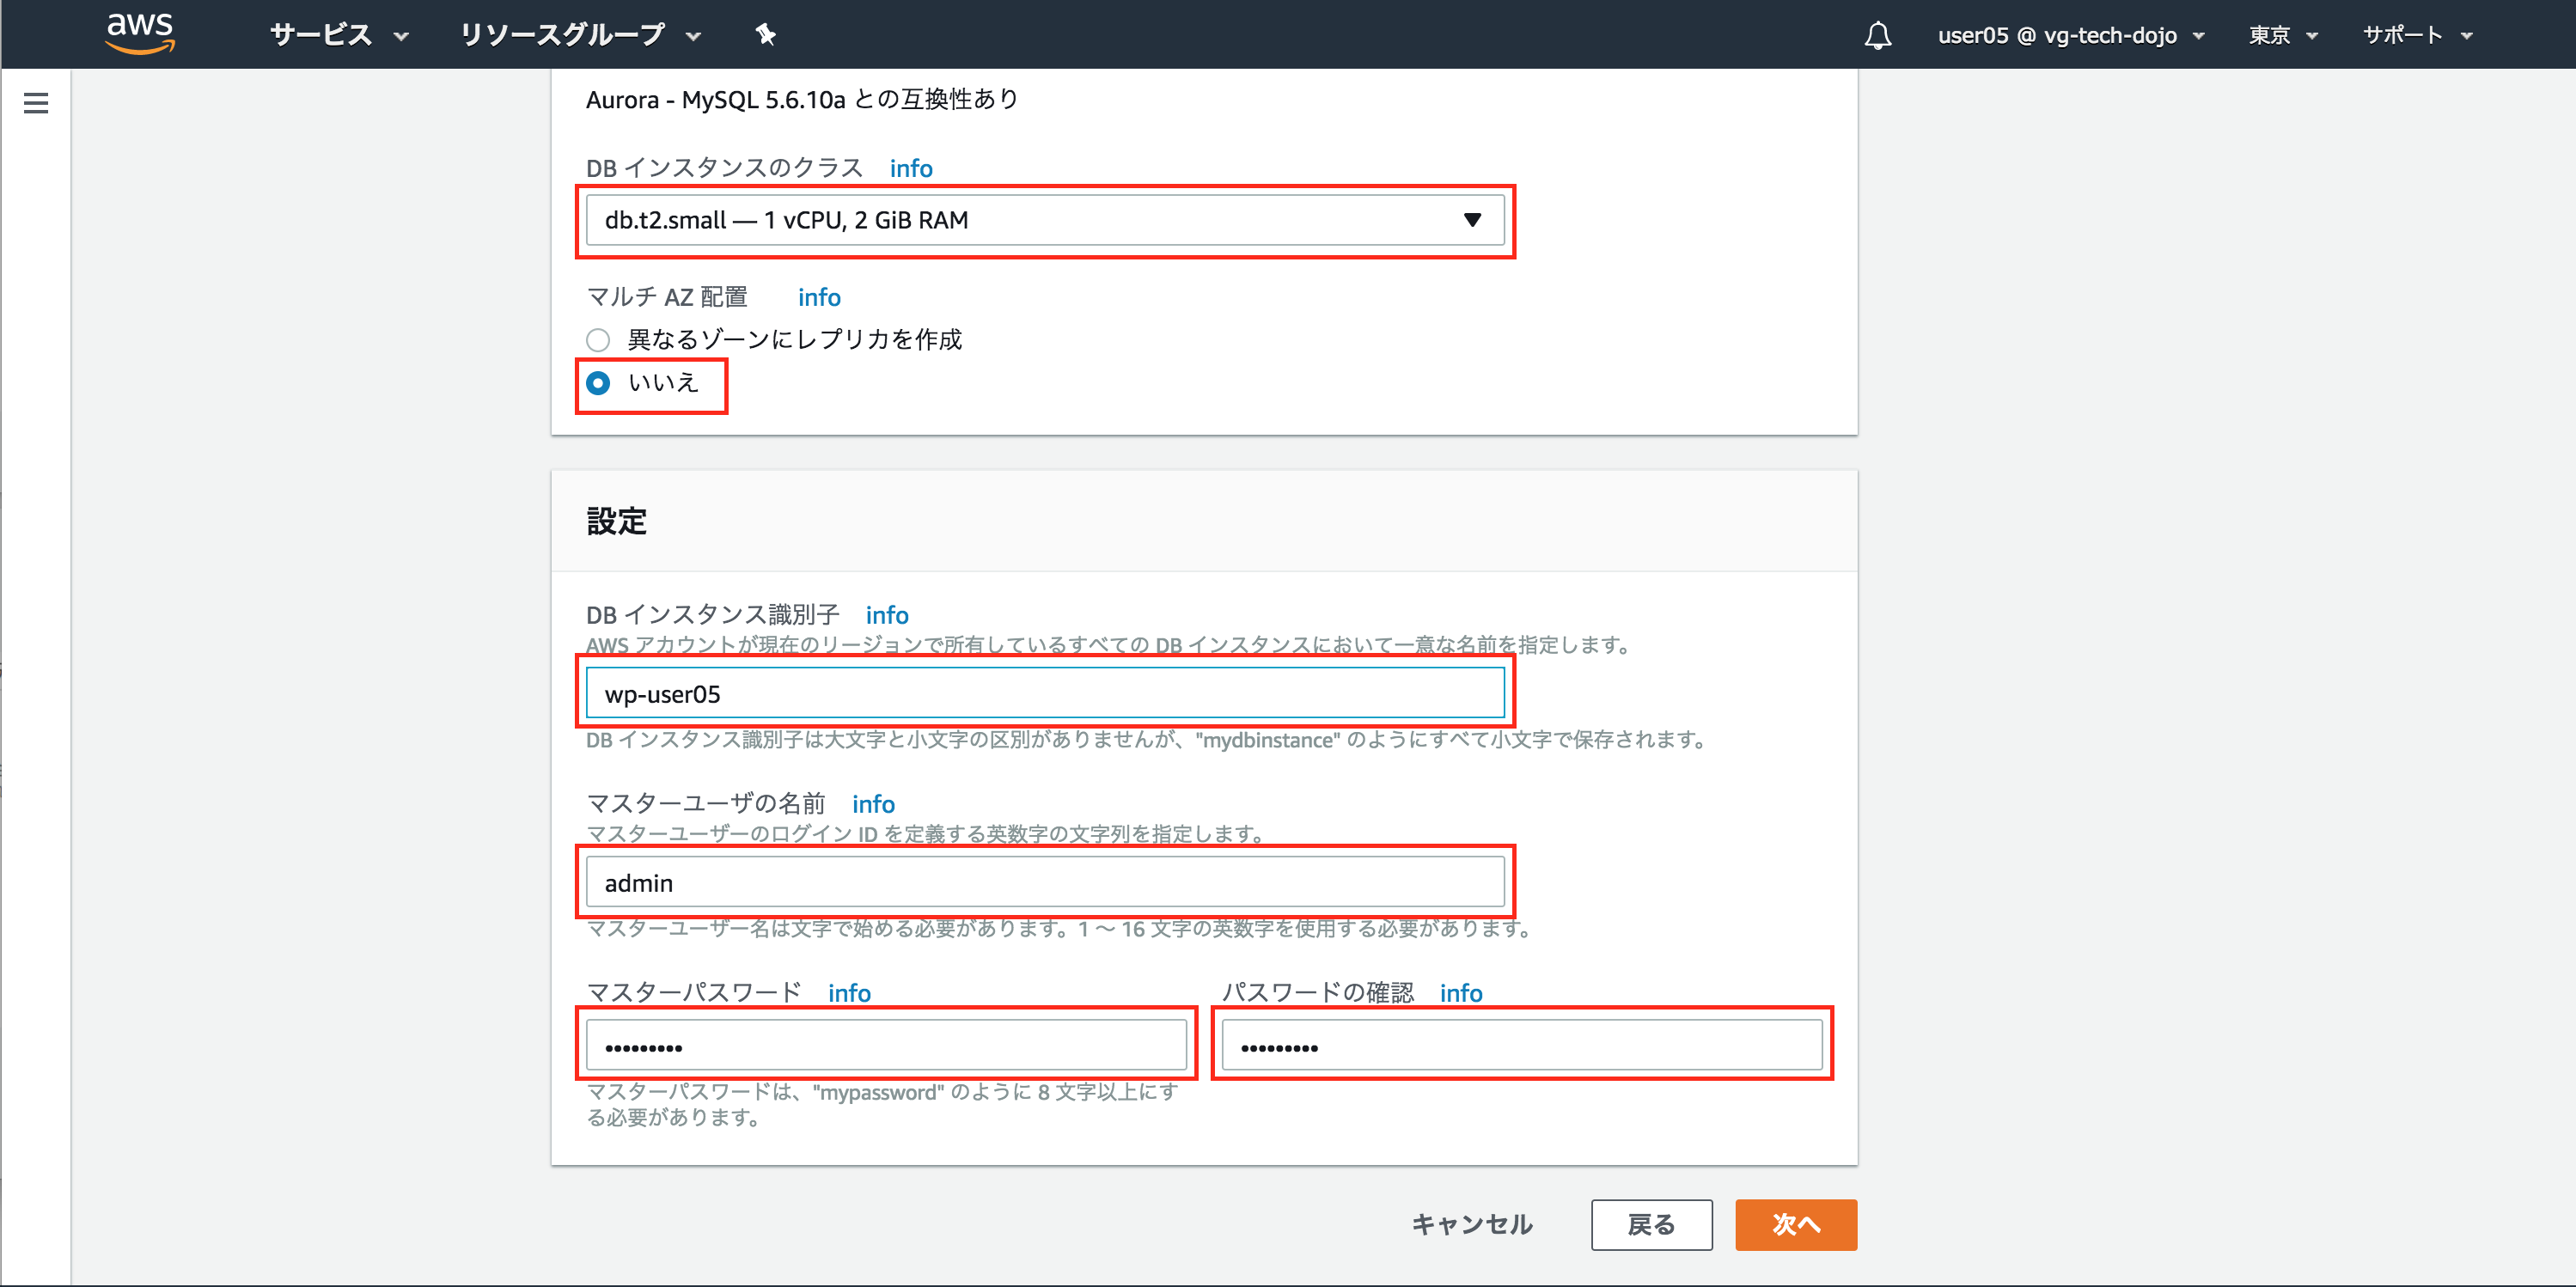 aws サービス リソースグループ user05 @ vg-tech-dojo 東京 サポート
Aurora - MySQL 5.6.10a との互換性あり
DB インスタンスのクラス info
db.t2.small — 1 vCPU, 2 GiB RAM
マルチ AZ 配置 info
異なるゾーンにレプリカを作成
いいえ
設定
DB インスタンス識別子 info
AWS アカウントが現在のリージョンで所有しているすべての DB インスタンスにおいて一意な名前を指定します。
wp-user05
DB インスタンス識別子は大文字と小文字の区別がありませんが、"mydbinstance" のようにすべて小文字で保存されます。
マスターユーザの名前 info
マスターユーザーのログイン ID を定義する英数字の文字列を指定します。
admin
マスターユーザー名は文字で始める必要があります。1 〜 16 文字の英数字を使用する必要があります。
マスターパスワード info パスワードの確認 info
••••••••• •••••••••
マスターパスワードは、"mypassword" のように 8 文字以上にす
る必要があります。
キャンセル 戻る 次へ